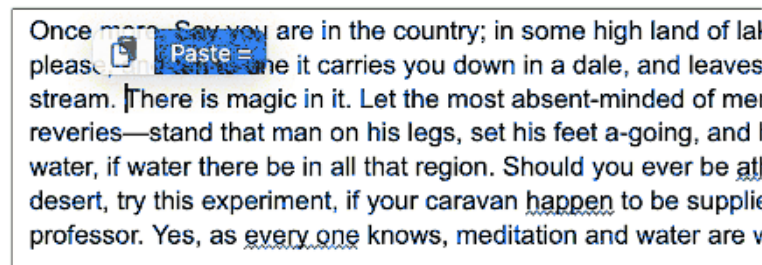 Once more. Say you are in the country; in some high land of
Paste =
please, and it carries you down in a dale, and leaves
stream. There is magic in it. Let the most absent-minded of
reveries—stand that man on his legs, set his feet a-going, and
water, if water there be in all that region. Should you ever be
desert, try this experiment, if your caravan happen to be
professor. Yes, as every one knows, meditation and water are